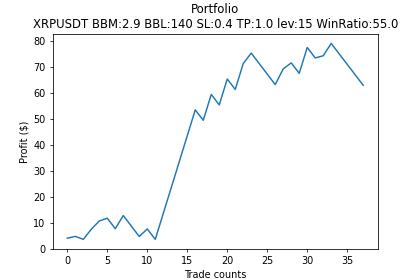 Portfolio
XRPUSDT BBM:2.9 BBL:140 SL:0.4 TP:1.0 lev:15 WinRatio:55.0
80
70
60
50
40
30
20
10
0
Profit ($)
0 5 10 15 20 25 30 35
Trade counts